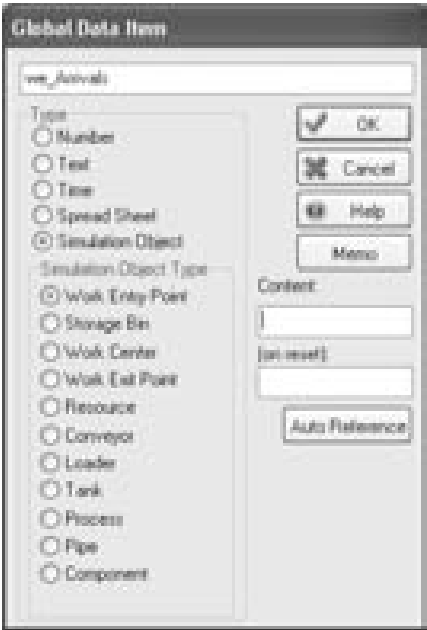 Global Data Item
we_Arrivals
Type
Number
Text
Time
Spread Sheet
Simulation Object
Simulation Object Type
Work Entry Point
Storage Bin
Work Center
Work Exit Point
Resource
Conveyor
Loader
Tank
Process
Pipe
Component
OK
Cancel
Help
Memo
Content:
(on reset):
Auto Reference